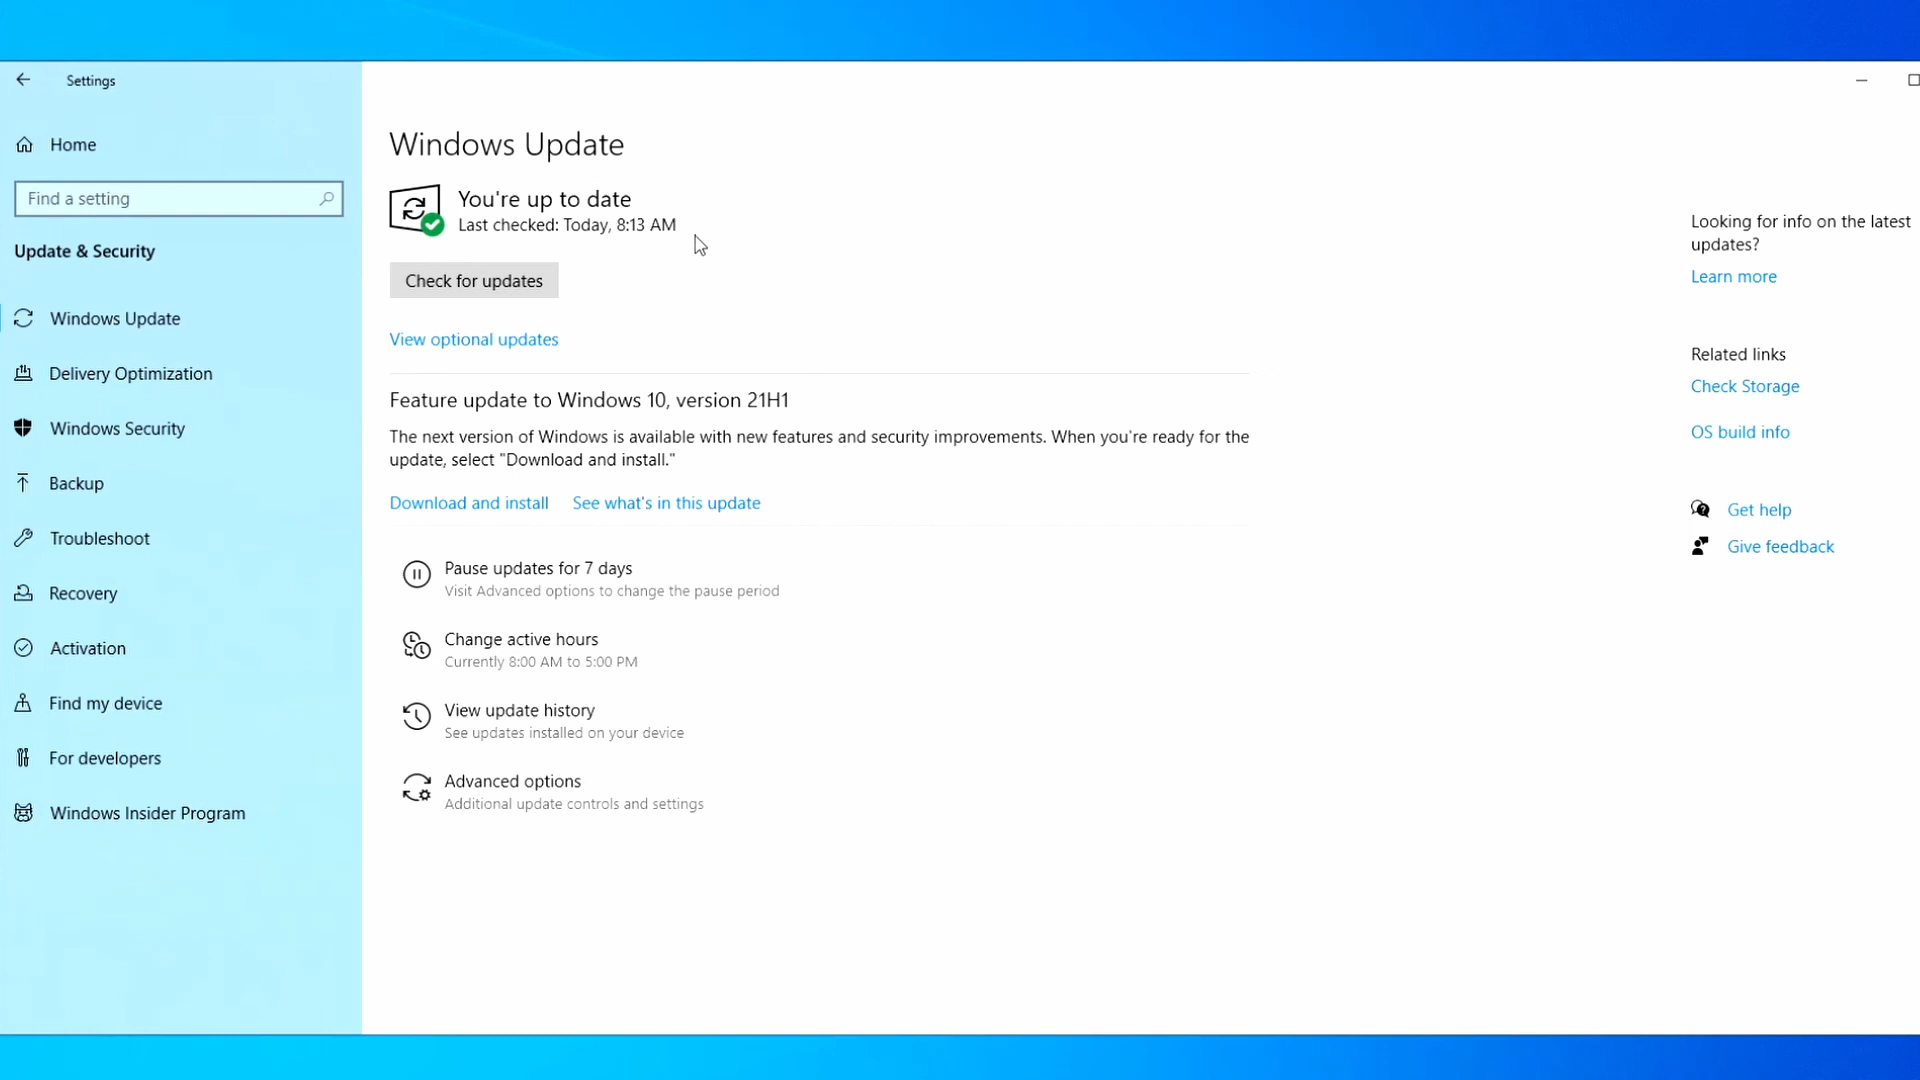 Settings
Home
Find a setting
Update & Security
Windows Update
Delivery Optimization
Windows Security
Backup
Troubleshoot
Recovery
Activation
Find my device
For developers
Windows Insider Program
Windows Update
You're up to date
Last checked: Today, 8:13 AM
Check for updates
View optional updates
Feature update to Windows 10, version 21H1
The next version of Windows is available with new features and security improvements. When you're ready for the
update, select "Download and install."
Download and install See what's in this update
Pause updates for 7 days
Visit Advanced options to change the pause period
Change active hours
Currently 8:00 AM to 5:00 PM
View update history
See updates installed on your device
Advanced options
Additional update controls and settings
Looking for info on the latest
updates?
Learn more
Related links
Check Storage
OS build info
Get help
Give feedback